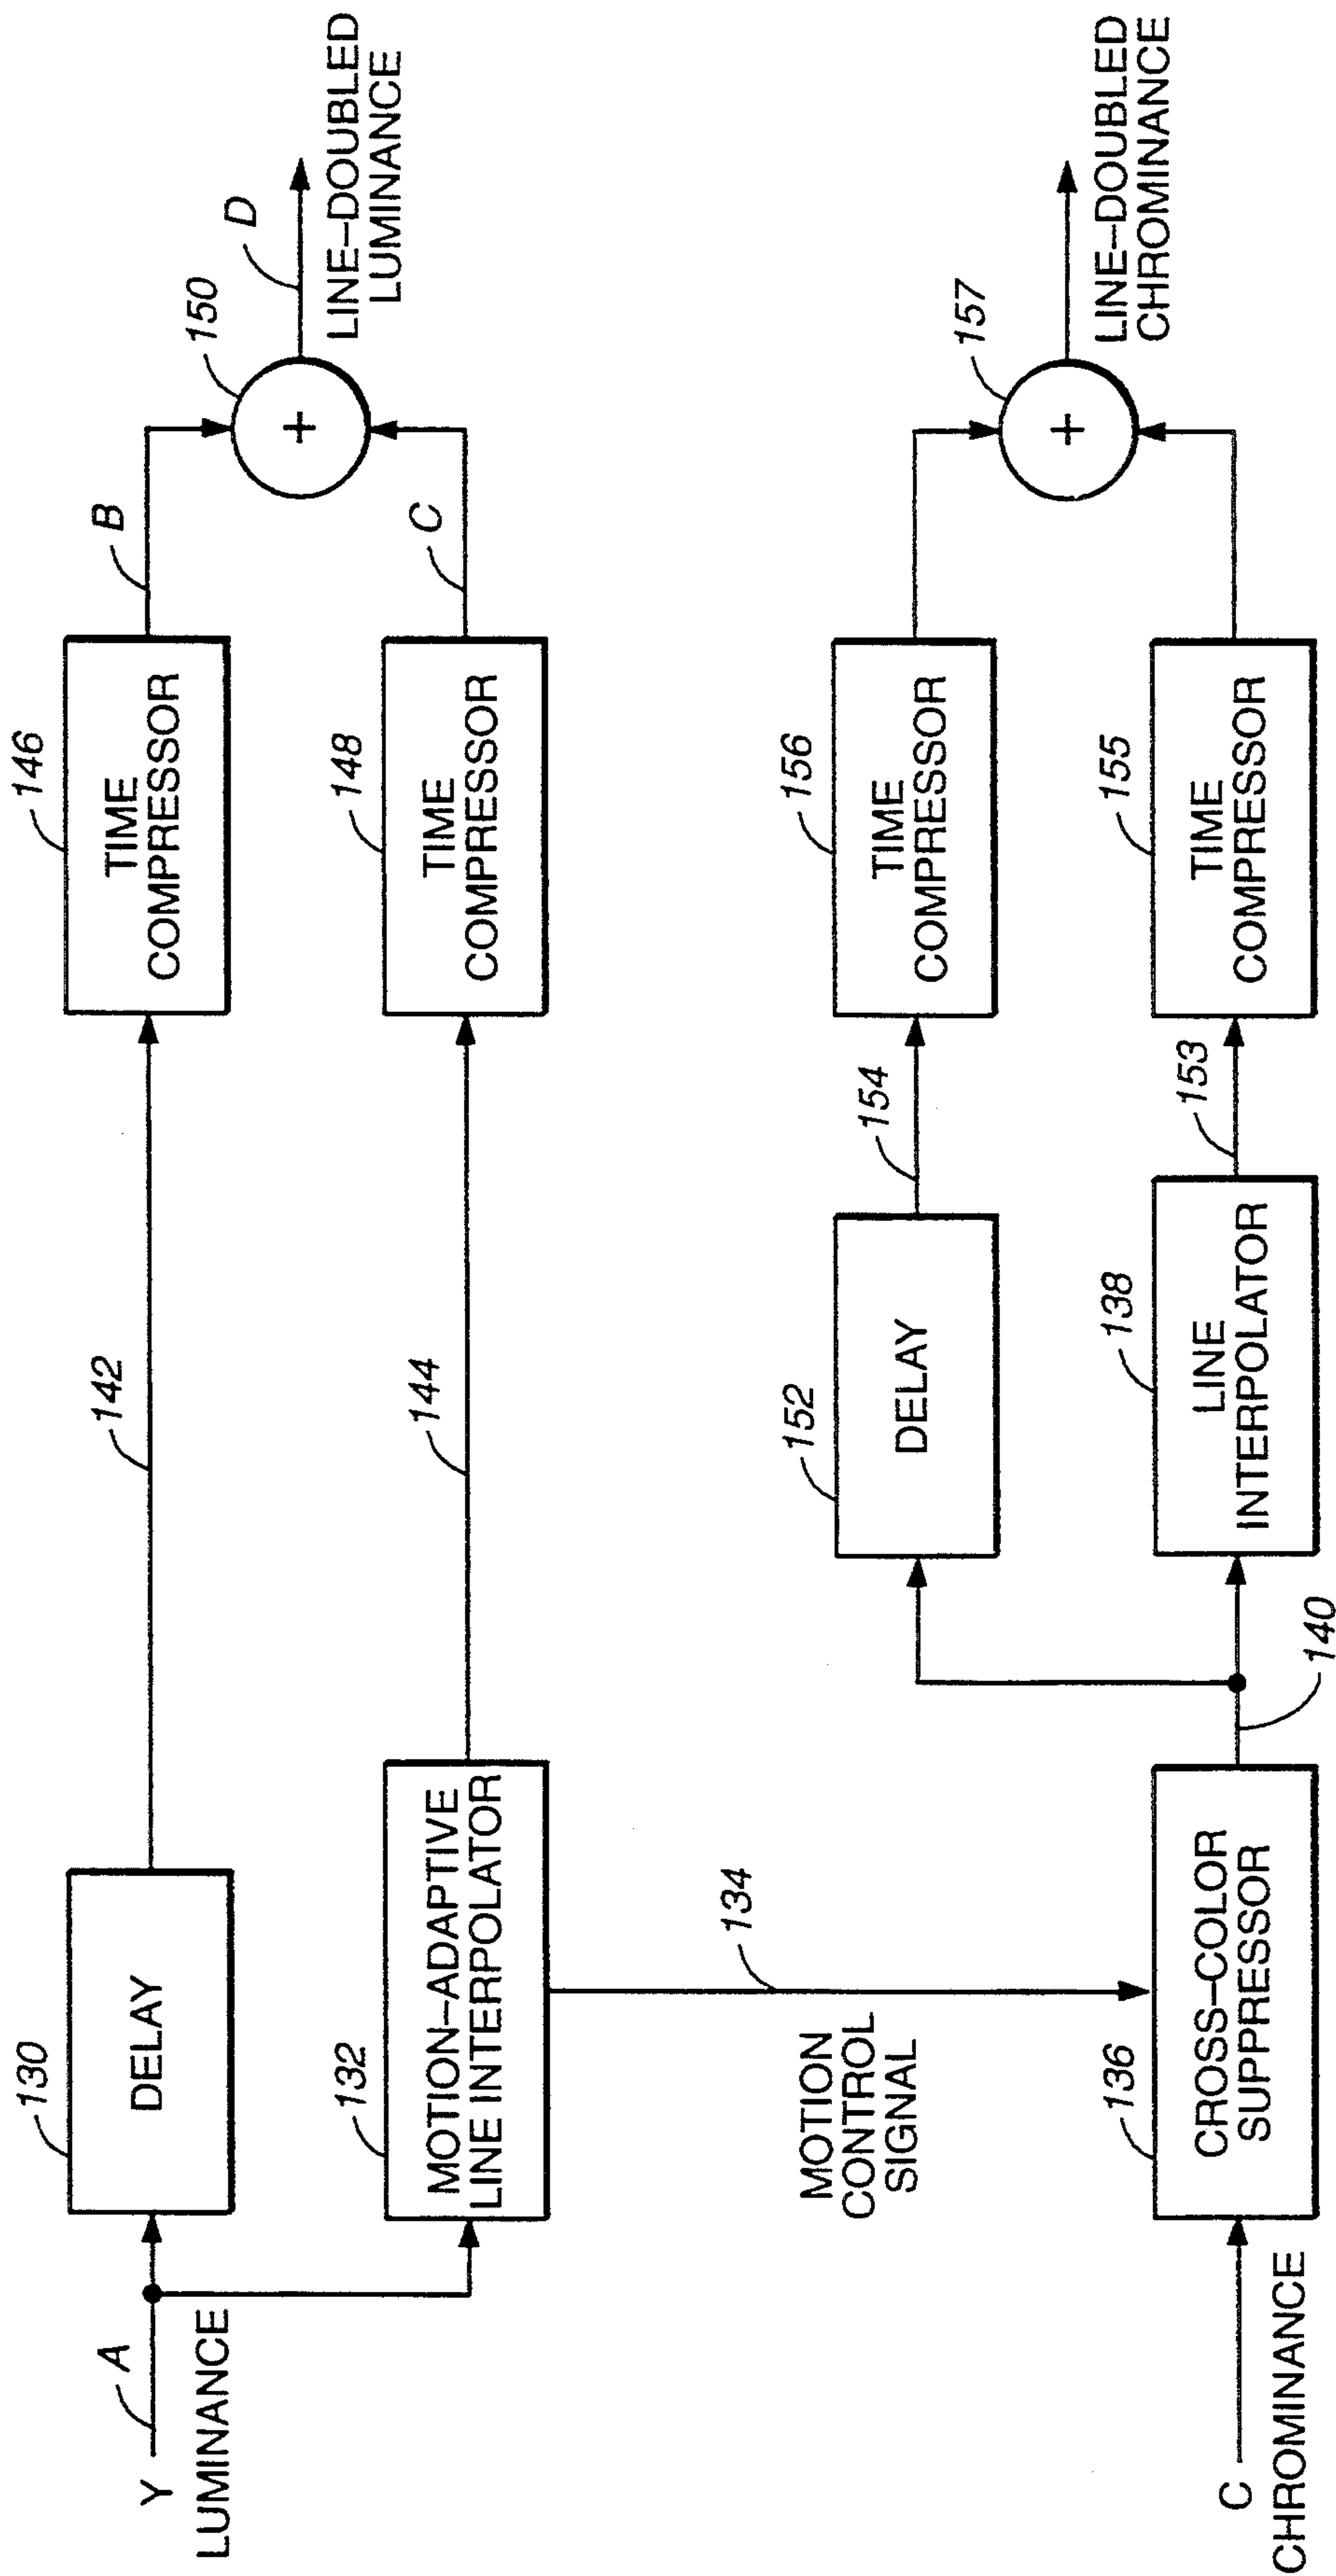 Y
LUMINANCE
A
130
DELAY
142
146
TIME
COMPRESSOR
B
132
MOTION–ADAPTIVE
LINE INTERPOLATOR
144
148
TIME
COMPRESSOR
C
150
+
D
LINE–DOUBLED
LUMINANCE
134
MOTION
CONTROL
SIGNAL
C
CHROMINANCE
136
CROSS–COLOR
SUPPRESSOR
140
152
DELAY
154
156
TIME
COMPRESSOR
138
LINE
INTERPOLATOR
153
155
TIME
COMPRESSOR
157
+
LINE–DOUBLED
CHROMINANCE